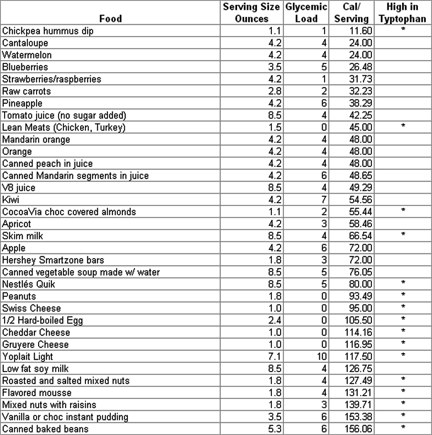 Food Serving Size Ounces Glycemic Load Cal/ Serving High in Typtophan
Chickpea hummus dip 1.1 1 11.60 *
Cantaloupe 4.2 4 24.00
Watermelon 4.2 4 24.00
Blueberries 3.5 5 26.48
Strawberries/raspberries 4.2 1 31.73
Raw carrots 2.8 2 32.23
Pineapple 4.2 6 38.29
Tomato juice (no sugar added) 8.5 4 42.25
Lean Meats (Chicken, Turkey) 1.5 0 45.00 *
Mandarin orange 4.2 4 48.00
Orange 4.2 4 48.00
Canned peach in juice 4.2 4 48.00
Canned Mandarin segments in juice 4.2 6 48.65
V8 juice 8.5 4 49.29
Kiwi 4.2 7 54.56
CocoaVia choc covered almonds 1.1 2 55.44 *
Apricot 4.2 3 58.46
Skim milk 8.5 4 66.54 *
Apple 4.2 6 72.00
Hershey Smartzone bars 1.8 3 72.00
Canned vegetable soup made w/ water 8.5 5 76.05
Nestlés Quik 8.5 5 80.00 *
Peanuts 1.8 0 93.49 *
Swiss Cheese 1.0 0 95.00 *
1/2 Hard-boiled Egg 2.4 0 105.50 *
Cheddar Cheese 1.0 0 114.16 *
Gruyere Cheese 1.0 0 116.95 *
Yoplait Light 7.1 10 117.50 *
Low fat soy milk 8.5 4 126.75
Roasted and salted mixed nuts 1.8 4 127.49 *
Flavored mousse 1.8 4 131.21 *
Mixed nuts with raisins 1.8 3 139.71 *
Vanilla or choc instant pudding 3.5 6 153.38 *
Canned baked beans 5.3 6 156.06 *